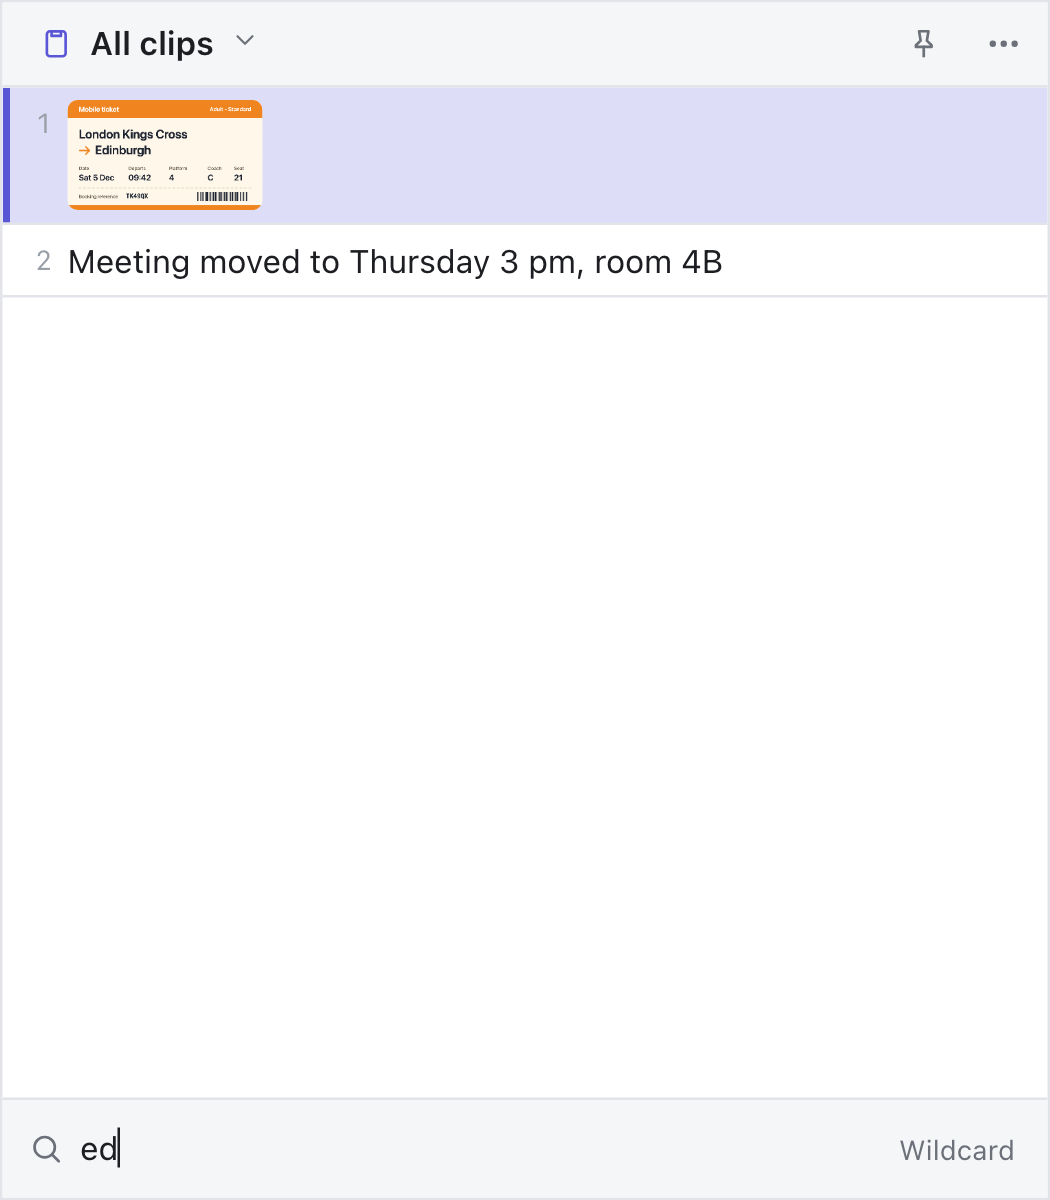 All clips
1
Mobile ticket Adult - Standard
London Kings Cross
→ Edinburgh
Date Departs Platform Coach Seat
Sat 5 Dec 09:42 4 C 21
Booking reference TK49QX
2 Meeting moved to Thursday 3 pm, room 4B
ed Wildcard